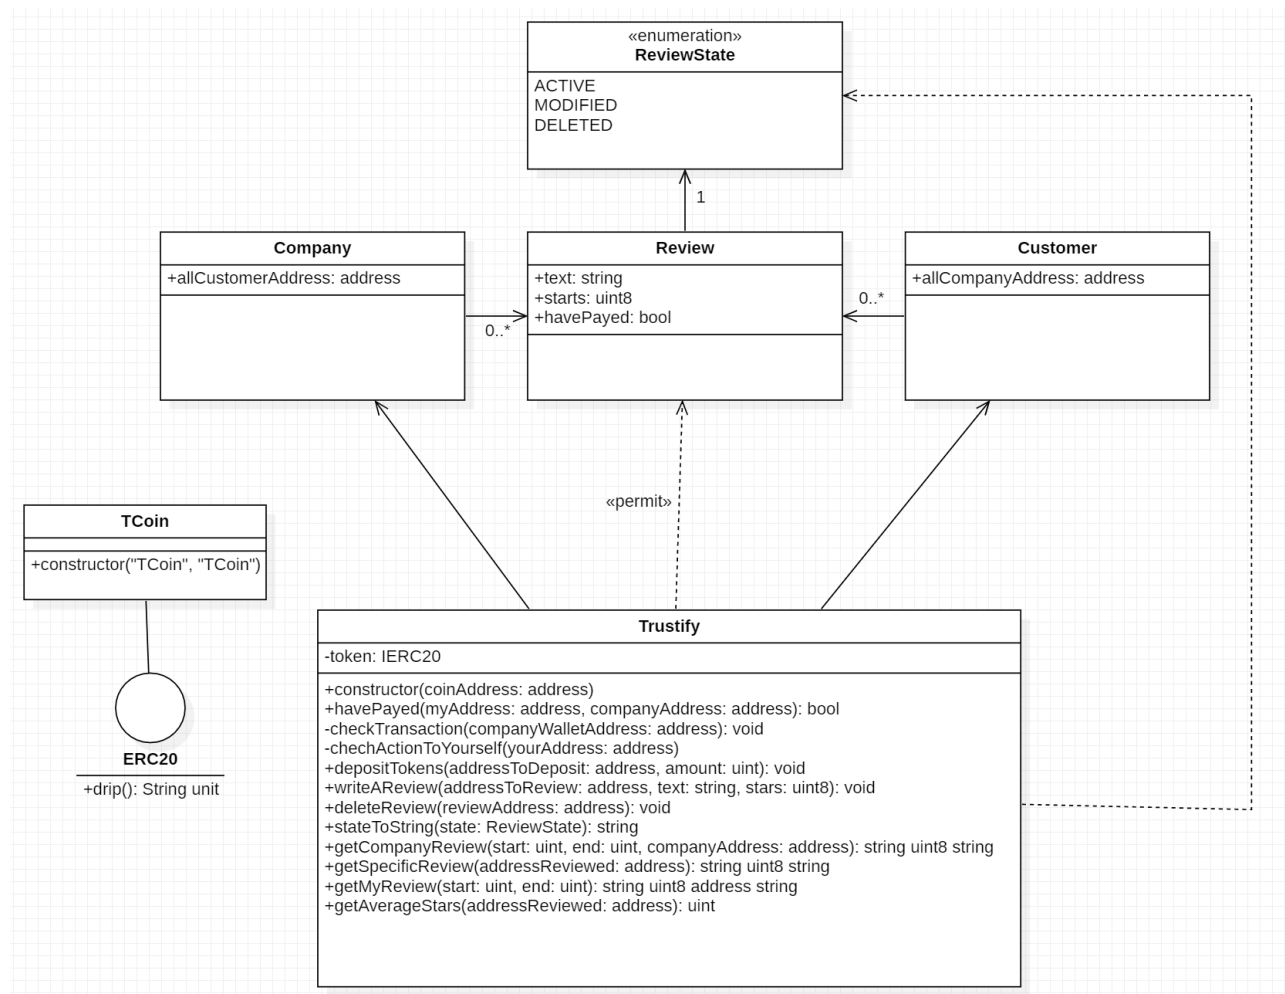 «enumeration»
ReviewState
ACTIVE
MODIFIED
DELETED
1
Company
+allCustomerAddress: address
0..*
Review
+text: string
+starts: uint8
+havePayed: bool
0..*
Customer
+allCompanyAddress: address
«permit»
TCoin
+constructor("TCoin", "TCoin")
ERC20
+drip(): String unit
Trustify
-token: IERC20
+constructor(coinAddress: address)
+havePayed(myAddress: address, companyAddress: address): bool
-checkTransaction(companyWalletAddress: address): void
-chechActionToYourself(yourAddress: address)
+depositTokens(addressToDeposit: address, amount: uint): void
+writeAReview(addressToReview: address, text: string, stars: uint8): void
+deleteReview(reviewAddress: address): void
+stateToString(state: ReviewState): string
+getCompanyReview(start: uint, end: uint, companyAddress: address): string uint8 string
+getSpecificReview(addressReviewed: address): string uint8 string
+getMyReview(start: uint, end: uint): string uint8 address string
+getAverageStars(addressReviewed: address): uint